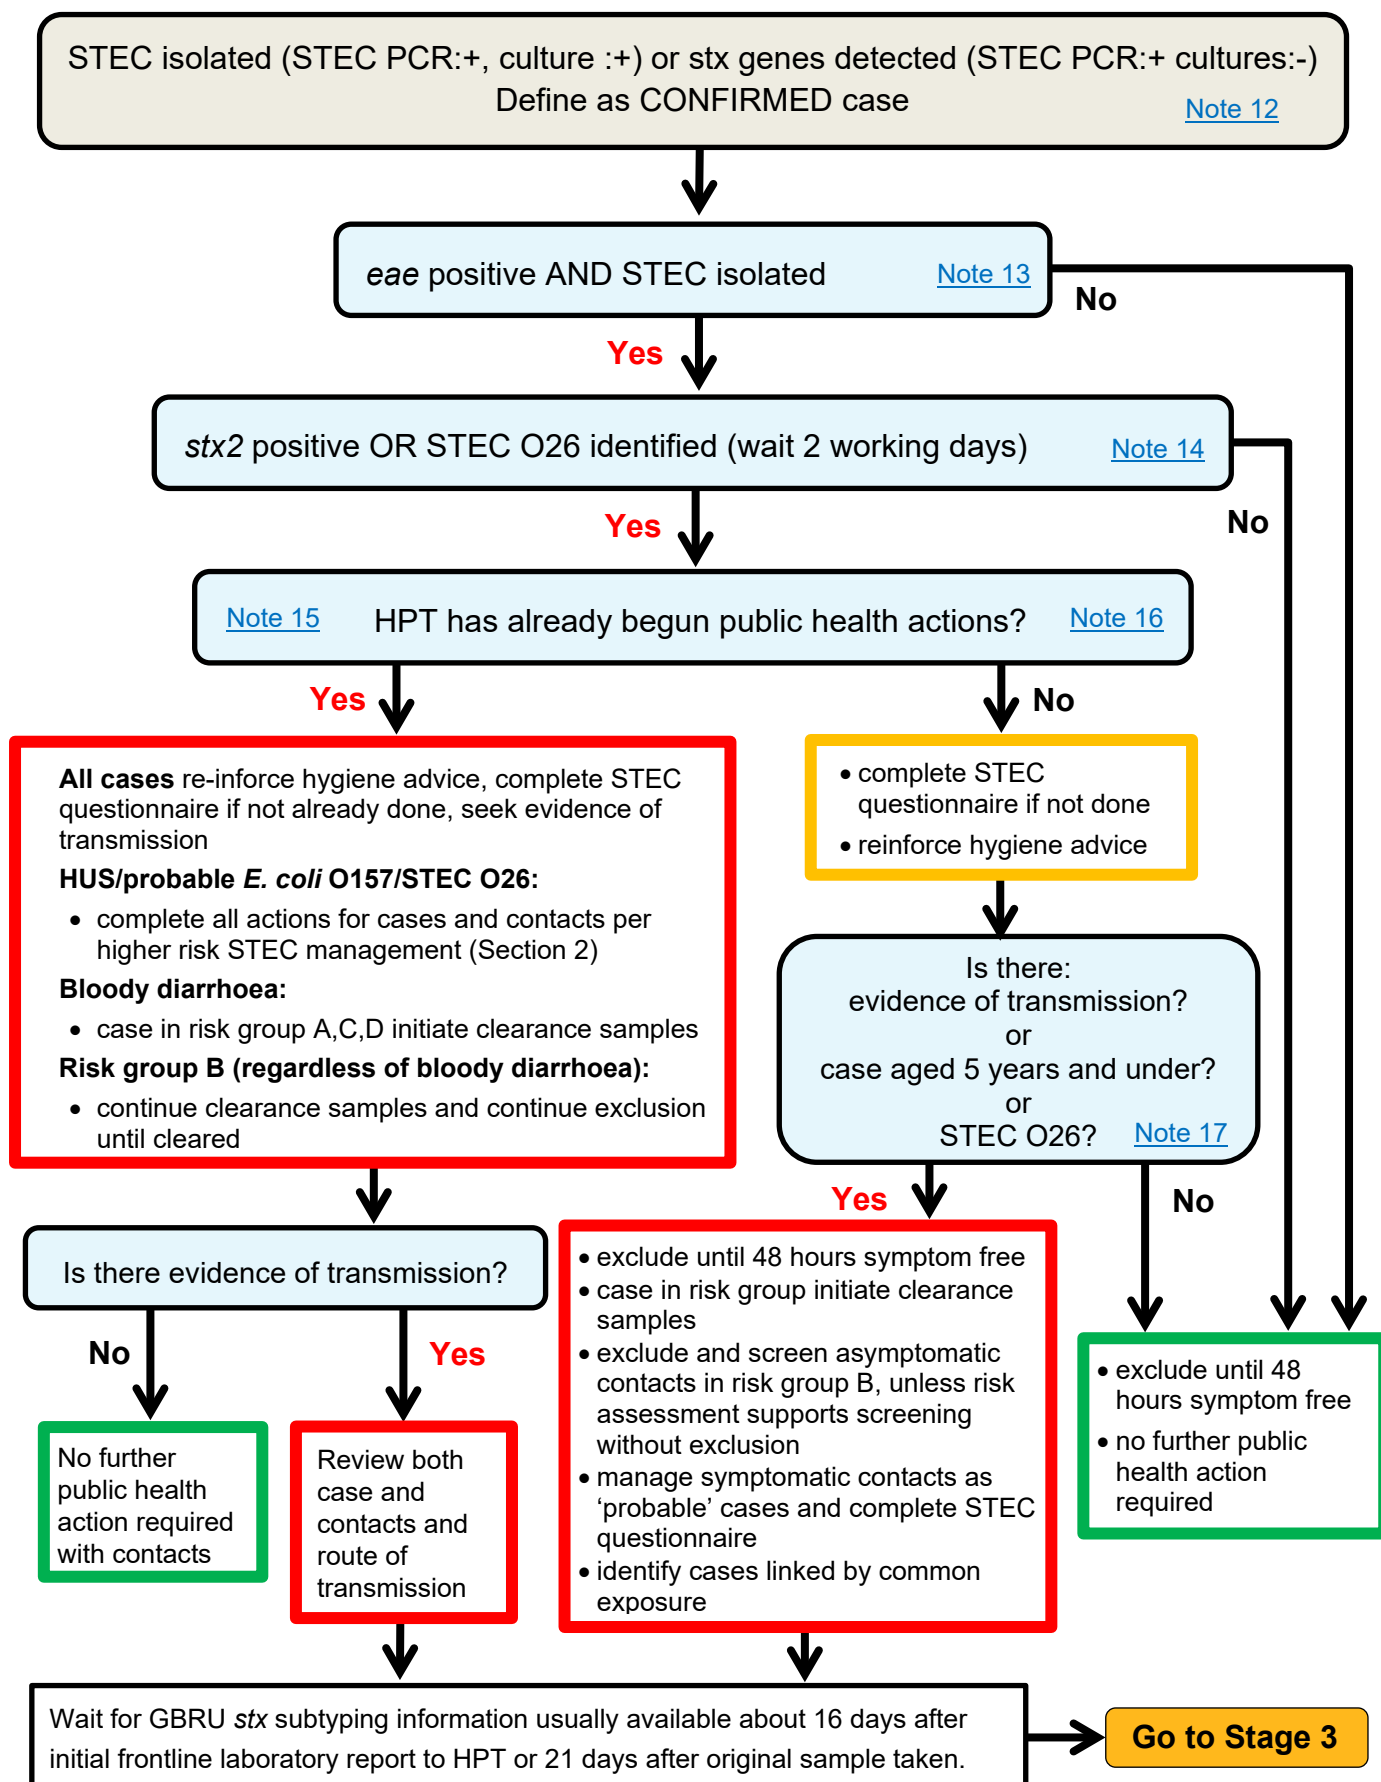 STEC isolated (STEC PCR:+, culture :+) or stx genes detected (STEC PCR:+ cultures:-)
Define as CONFIRMED case
Note 12
eae positive AND STEC isolated
Note 13
No
Yes
stx2 positive OR STEC O26 identified (wait 2 working days)
Note 14
No
Yes
Note 15
HPT has already begun public health actions?
Note 16
Yes
No
All cases re-inforce hygiene advice, complete STEC
questionnaire if not already done, seek evidence of
transmission
HUS/probable E. coli O157/STEC O26:
• complete all actions for cases and contacts per
higher risk STEC management (Section 2)
Bloody diarrhoea:
• case in risk group A,C,D initiate clearance samples
Risk group B (regardless of bloody diarrhoea):
• continue clearance samples and continue exclusion
until cleared
• complete STEC
questionnaire if not done
• reinforce hygiene advice
Is there:
evidence of transmission?
or
case aged 5 years and under?
or
STEC O26?
Note 17
Yes
No
Is there evidence of transmission?
No
Yes
No further
public health
action required
with contacts
Review both
case and
contacts and
route of
transmission
• exclude until 48 hours symptom free
• case in risk group initiate clearance
samples
• exclude and screen asymptomatic
contacts in risk group B, unless risk
assessment supports screening
without exclusion
• manage symptomatic contacts as
‘probable’ cases and complete STEC
questionnaire
• identify cases linked by common
exposure
• exclude until 48
hours symptom free
• no further public
health action
required
Wait for GBRU stx subtyping information usually available about 16 days after
initial frontline laboratory report to HPT or 21 days after original sample taken.
Go to Stage 3